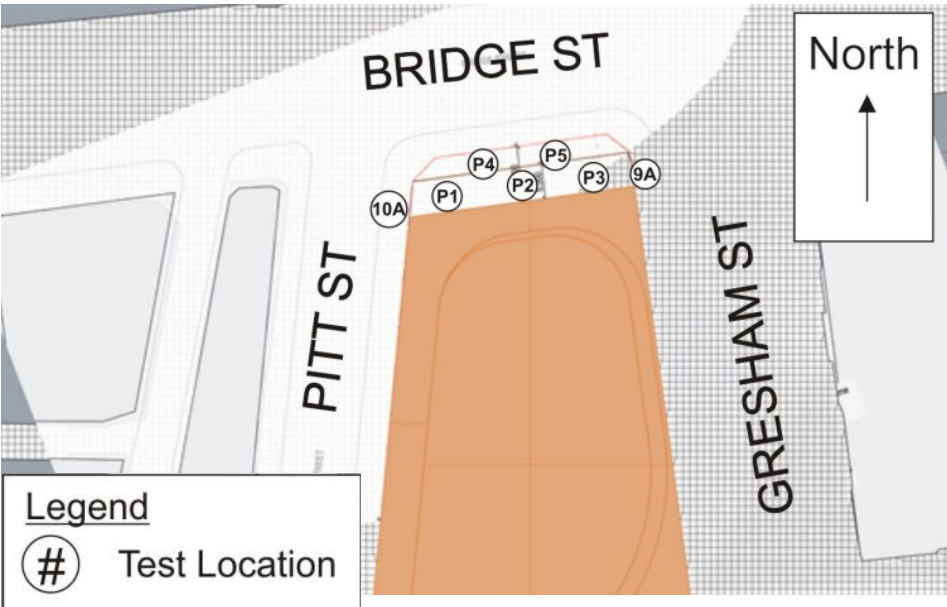 BRIDGE ST
North
P4
P5
P1
P2
P3
9A
10A
PITT ST
GRESHAM ST
Legend
# Test Location